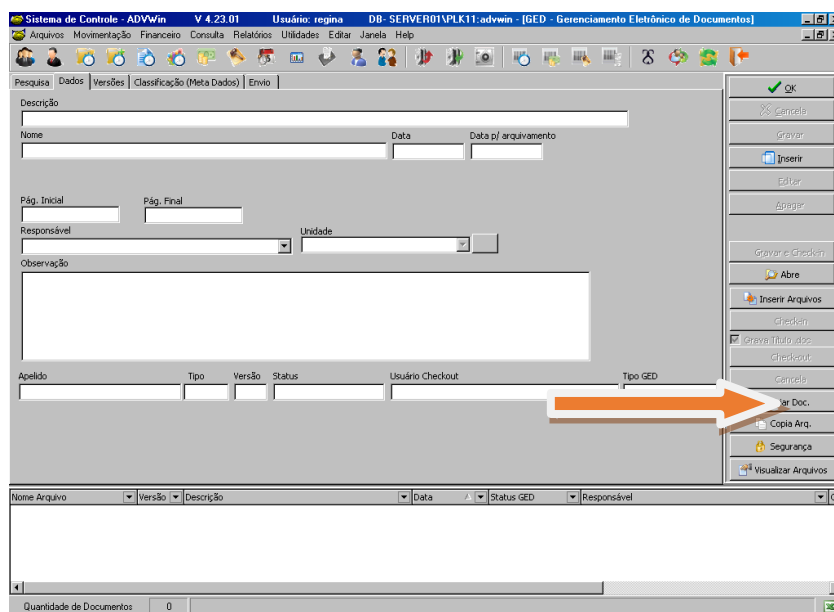 Sistema de Controle - ADVWin V 4.23.01 Usuário: regina DB- SERVER01\PLK11:advwin - [GED - Gerenciamento Eletrônico de Documentos]
Arquivos Movimentação Financeiro Consulta Relatórios Utilidades Editar Janela Help
Pesquisa Dados Versões Classificação (Meta Dados) Envio
OK
Descrição
Cancela
Nome Data Data p/ arquivamento
Gravar
Inserir
Editar
Pág. Inicial Pág. Final
Apagar
Responsável Unidade
Gravar e Checkin
Observação
Abre
Inserir Arquivos
Checkin
Grava Título .doc
Checkout
Apelido Tipo Versão Status Usuário Checkout Tipo GED
Cancela
Doc.
Copia Arq.
Segurança
Visualizar Arquivos
Nome Arquivo Versão Descrição Data Status GED Responsável
Quantidade de Documentos 0